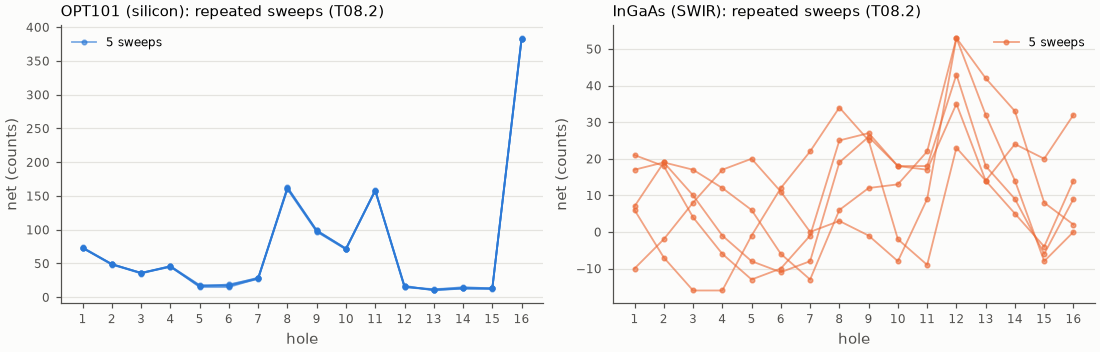 OPT101 (silicon): repeated sweeps (T08.2)
400
350
300
250
200
150
100
50
0
net (counts)
5 sweeps
1 2 3 4 5 6 7 8 9 10 11 12 13 14 15 16
hole
InGaAs (SWIR): repeated sweeps (T08.2)
50
40
30
20
10
0
−10
net (counts)
5 sweeps
1 2 3 4 5 6 7 8 9 10 11 12 13 14 15 16
hole